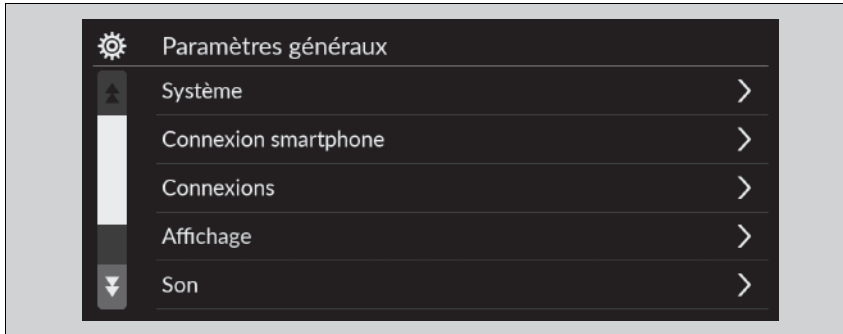 Paramètres généraux
Système
Connexion smartphone
Connexions
Affichage
Son